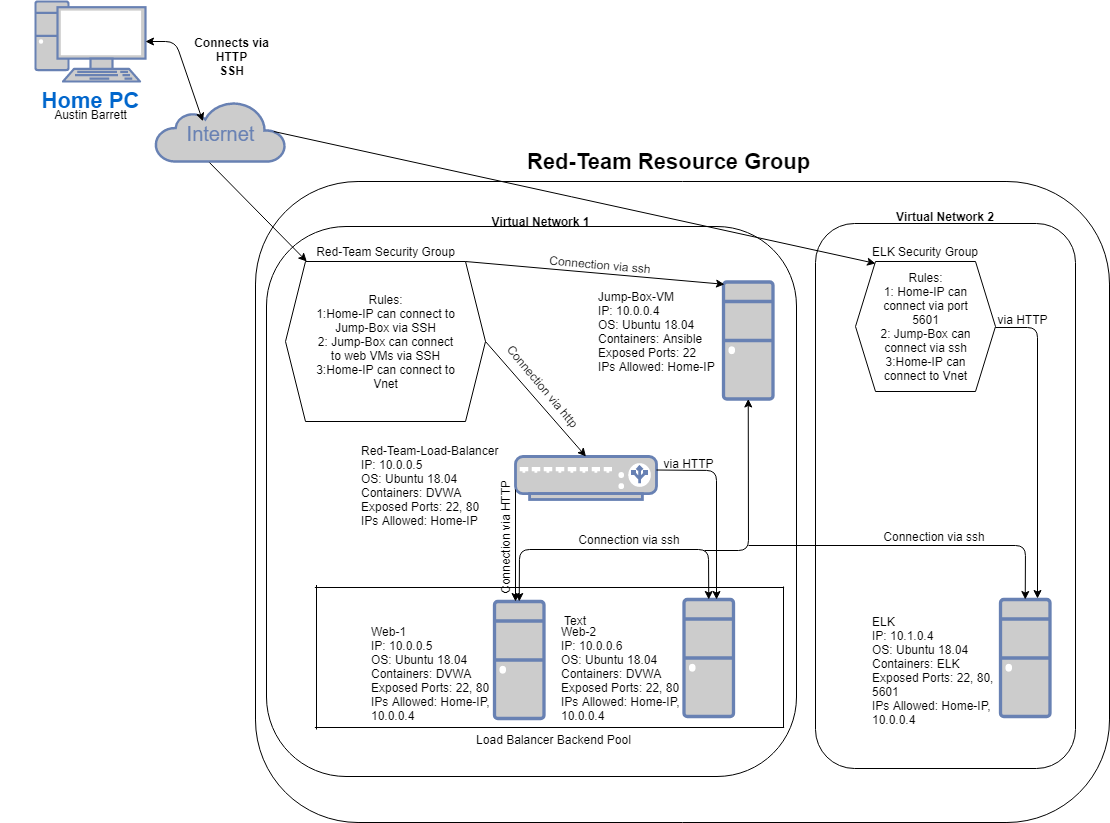 Connects via
HTTP
SSH
Home PC
Austin Barrett
Internet
Red-Team Resource Group
Virtual Network 1
Virtual Network 2
Red-Team Security Group
Rules:
1:Home-IP can connect to
Jump-Box via SSH
2: Jump-Box can connect
to web VMs via SSH
3:Home-IP can connect to
Vnet
Connection via ssh
Jump-Box-VM
IP: 10.0.0.4
OS: Ubuntu 18.04
Containers: Ansible
Exposed Ports: 22
IPs Allowed: Home-IP
ELK Security Group
Rules:
1: Home-IP can
connect via port
5601
2: Jump-Box can
connect via ssh
3:Home-IP can
connect to Vnet
via HTTP
Connection via http
Red-Team-Load-Balancer
IP: 10.0.0.5
OS: Ubuntu 18.04
Containers: DVWA
Exposed Ports: 22, 80
IPs Allowed: Home-IP
via HTTP
Connection via HTTP
Connection via ssh
Connection via ssh
Web-1
IP: 10.0.0.5
OS: Ubuntu 18.04
Containers: DVWA
Exposed Ports: 22, 80
IPs Allowed: Home-IP,
10.0.0.4
Text
Web-2
IP: 10.0.0.6
OS: Ubuntu 18.04
Containers: DVWA
Exposed Ports: 22, 80
IPs Allowed: Home-IP,
10.0.0.4
ELK
IP: 10.1.0.4
OS: Ubuntu 18.04
Containers: ELK
Exposed Ports: 22, 80,
5601
IPs Allowed: Home-IP,
10.0.0.4
Load Balancer Backend Pool